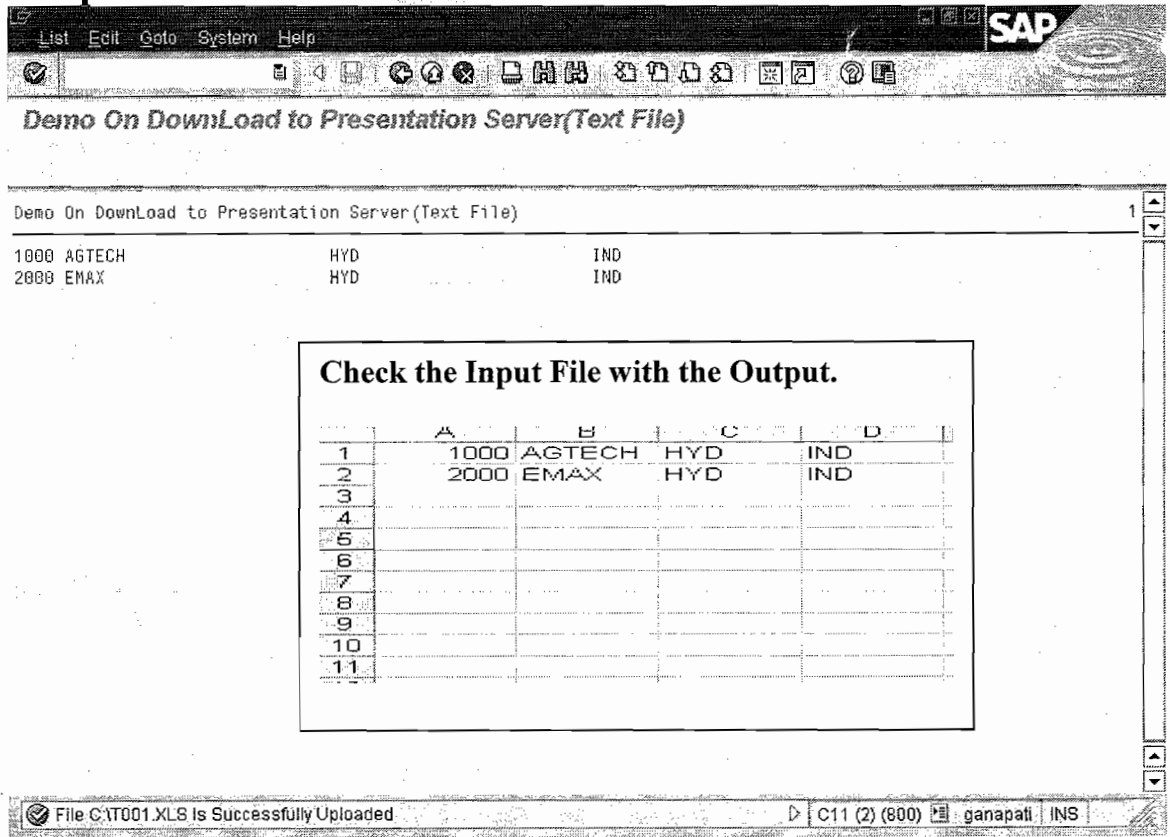 List Edit Goto System Help
SAP
Demo On DownLoad to Presentation Server(Text File)
Demo On DownLoad to Presentation Server(Text File) 1
1000 AGTECH HYD IND
2000 EMAX HYD IND
Check the Input File with the Output.
A B C D
1 1000 AGTECH HYD IND
2 2000 EMAX HYD IND
3
4
5
6
7
8
9
10
11
File C:\T001.XLS Is Successfully Uploaded C11 (2) (800) ganapati INS